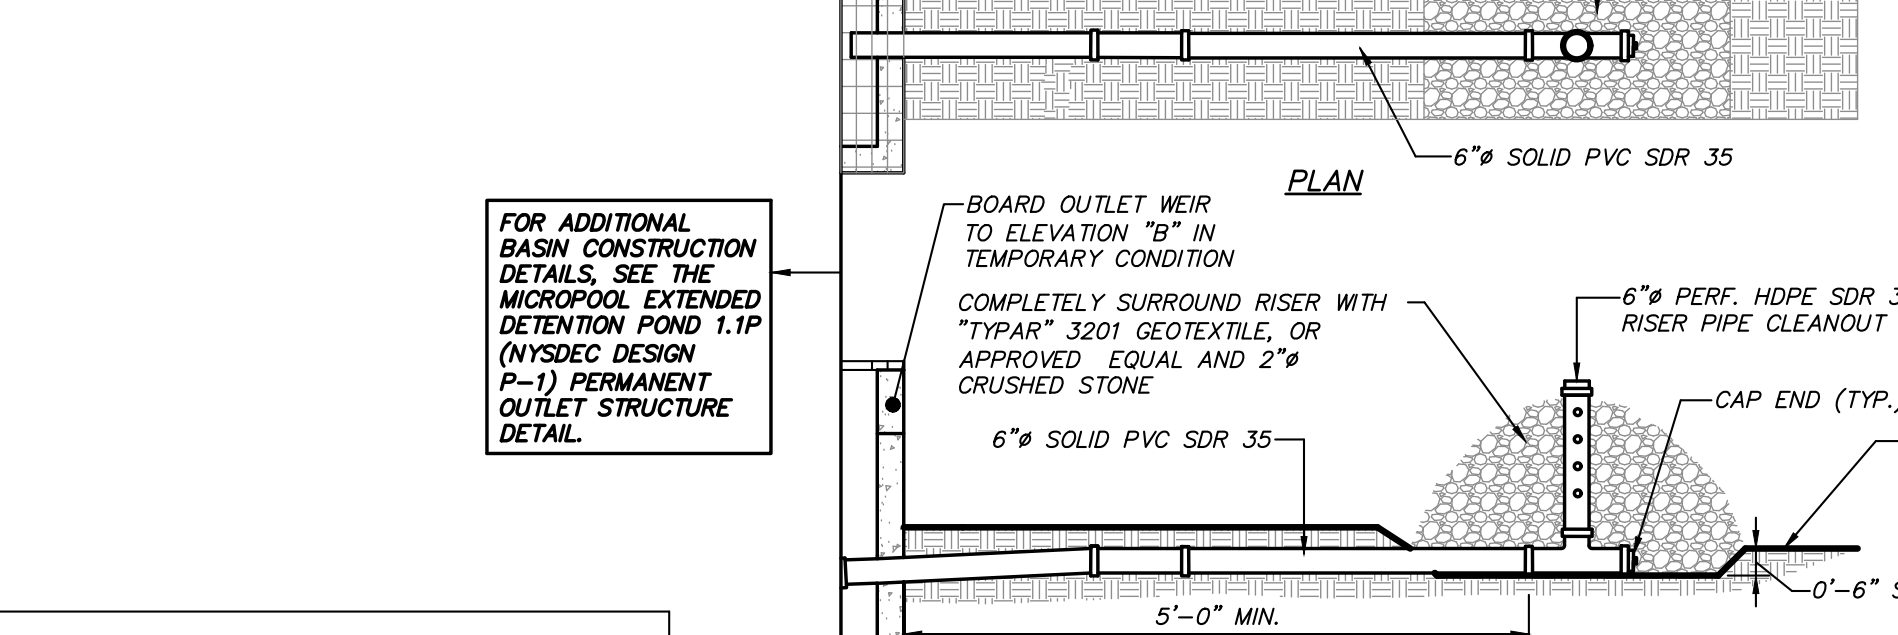 6"ø SOLID PVC SDR 35
PLAN
FOR ADDITIONAL
BASIN CONSTRUCTION
DETAILS, SEE THE
MICROPOOL EXTENDED
DETENTION POND 1.1P
(NYSDEC DESIGN
P-1) PERMANENT
OUTLET STRUCTURE
DETAIL.
BOARD OUTLET WEIR
TO ELEVATION "B" IN
TEMPORARY CONDITION
COMPLETELY SURROUND RISER WITH
"TYPAR" 3201 GEOTEXTILE, OR
APPROVED EQUAL AND 2"ø
CRUSHED STONE
6"ø PERF. HDPE SDR
RISER PIPE CLEANOUT
CAP END (TYP.)
6"ø SOLID PVC SDR 35
0'-6"
5'-0" MIN.